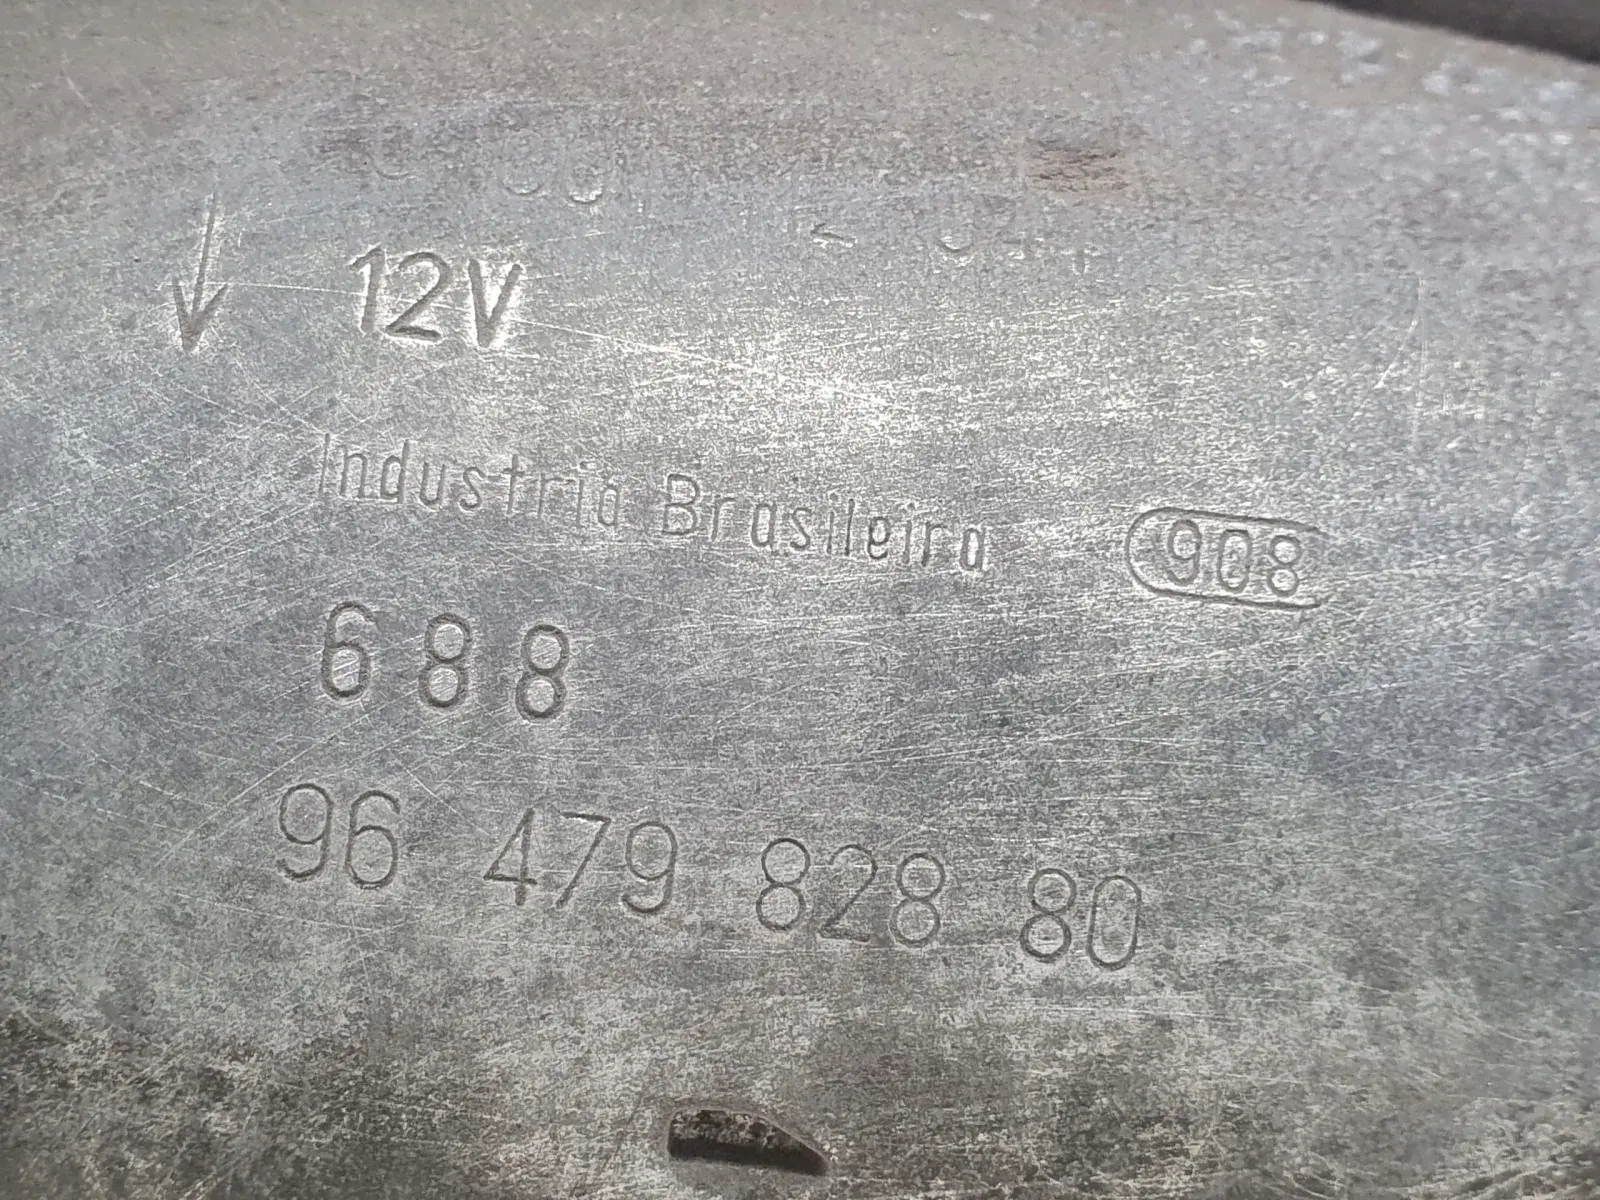 12V
Industria Brasileira 908
688
96 479 828 80